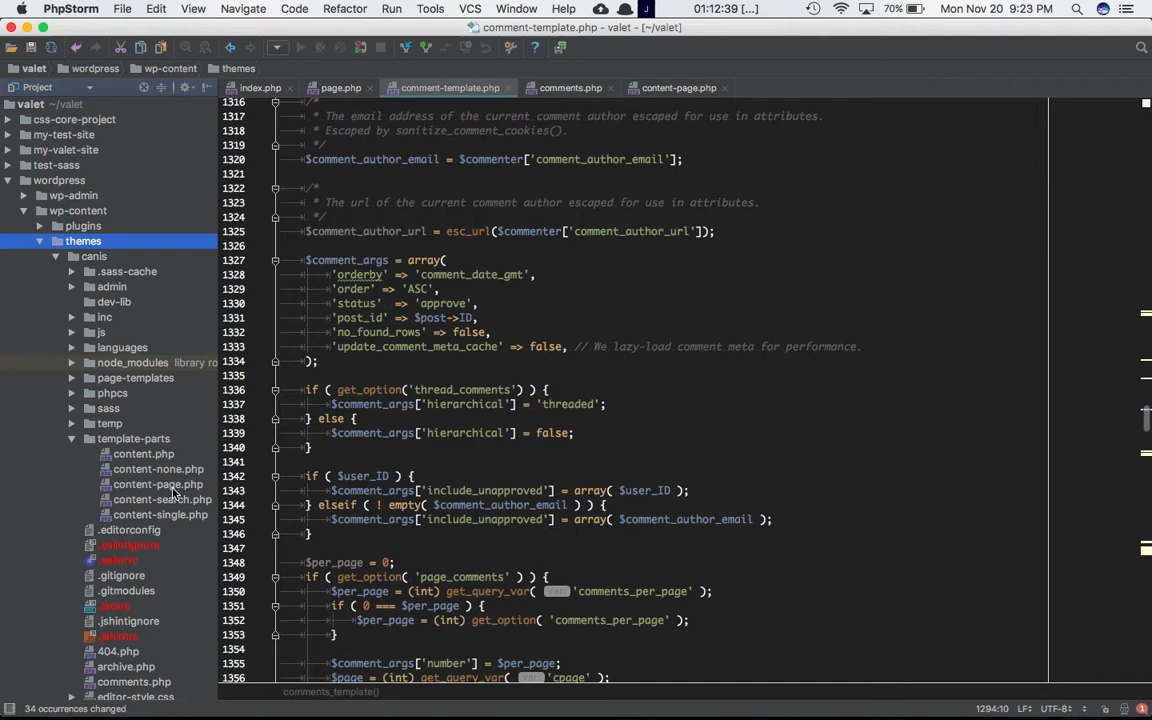 PhpStorm File Edit View Navigate Code Refactor Run Tools VCS Window Help J 01:12:39 [...] 70% Mon Nov 20 9:23 PM
comment-template.php - valet - [~/valet]
valet wordpress wp-content themes
Project
index.php page.php comment-template.php comments.php content-page.php
valet ~/valet
css-core-project
my-test-site
my-valet-site
test-sass
wordpress
wp-admin
wp-content
plugins
themes
canis
.sass-cache
admin
dev-lib
inc
js
languages
node_modules library ro
page-templates
phpcs
sass
temp
template-parts
content.php
content-none.php
content-page.php
content-search.php
content-single.php
.editorconfig
.eslintignore
.eslintrc
.gitignore
.gitmodules
.jscsrc
.jshintignore
.jshintrc
404.php
archive.php
comments.php
editor-style.css
1316 /*
1317 * The email address of the current comment author escaped for use in attributes.
1318 * Escaped by sanitize_comment_cookies().
1319 */
1320 $comment_author_email = $commenter['comment_author_email'];
1321
1322 /*
1323 * The url of the current comment author escaped for use in attributes.
1324 */
1325 $comment_author_url = esc_url($commenter['comment_author_url']);
1326
1327 $comment_args = array(
1328 'orderby' => 'comment_date_gmt',
1329 'order' => 'ASC',
1330 'status' => 'approve',
1331 'post_id' => $post->ID,
1332 'no_found_rows' => false,
1333 'update_comment_meta_cache' => false, // We lazy-load comment meta for performance.
1334 );
1335
1336 if ( get_option('thread_comments') ) {
1337 $comment_args['hierarchical'] = 'threaded';
1338 } else {
1339 $comment_args['hierarchical'] = false;
1340 }
1341
1342 if ( $user_ID ) {
1343 $comment_args['include_unapproved'] = array( $user_ID );
1344 } elseif ( ! empty( $comment_author_email ) ) {
1345 $comment_args['include_unapproved'] = array( $comment_author_email );
1346 }
1347
1348 $per_page = 0;
1349 if ( get_option( 'page_comments' ) ) {
1350 $per_page = (int) get_query_var( var: 'comments_per_page' );
1351 if ( 0 === $per_page ) {
1352 $per_page = (int) get_option( 'comments_per_page' );
1353 }
1354
1355 $comment_args['number'] = $per_page;
1356 $page = (int) get_query_var( var: 'cpage' );
comments_template()
34 occurrences changed 1294:10 LF÷ UTF-8÷ 1